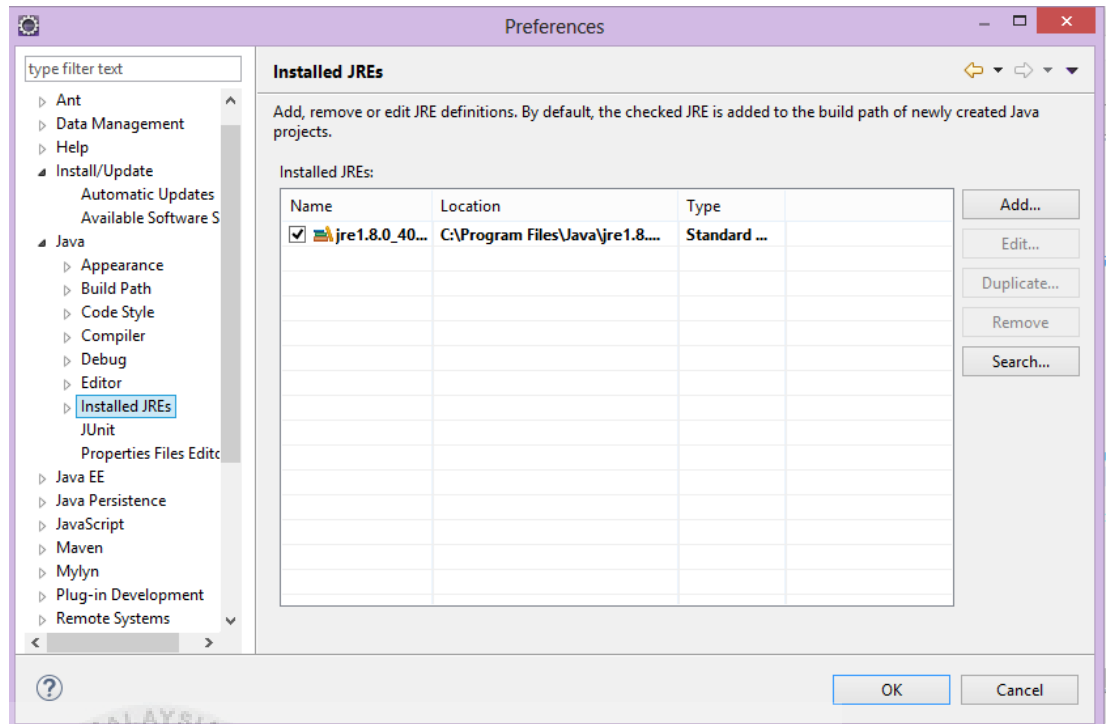 Preferences
type filter text
Ant
Data Management
Help
Install/Update
Automatic Updates
Available Software S
Java
Appearance
Build Path
Code Style
Compiler
Debug
Editor
Installed JREs
JUnit
Properties Files Editc
Java EE
Java Persistence
JavaScript
Maven
Mylyn
Plug-in Development
Remote Systems
Installed JREs
Add, remove or edit JRE definitions. By default, the checked JRE is added to the build path of newly created Java
projects.
Installed JREs:
Name Location Type
jre1.8.0_40... C:\Program Files\Java\jre1.8.... Standard ...
Add...
Edit...
Duplicate...
Remove
Search...
OK Cancel